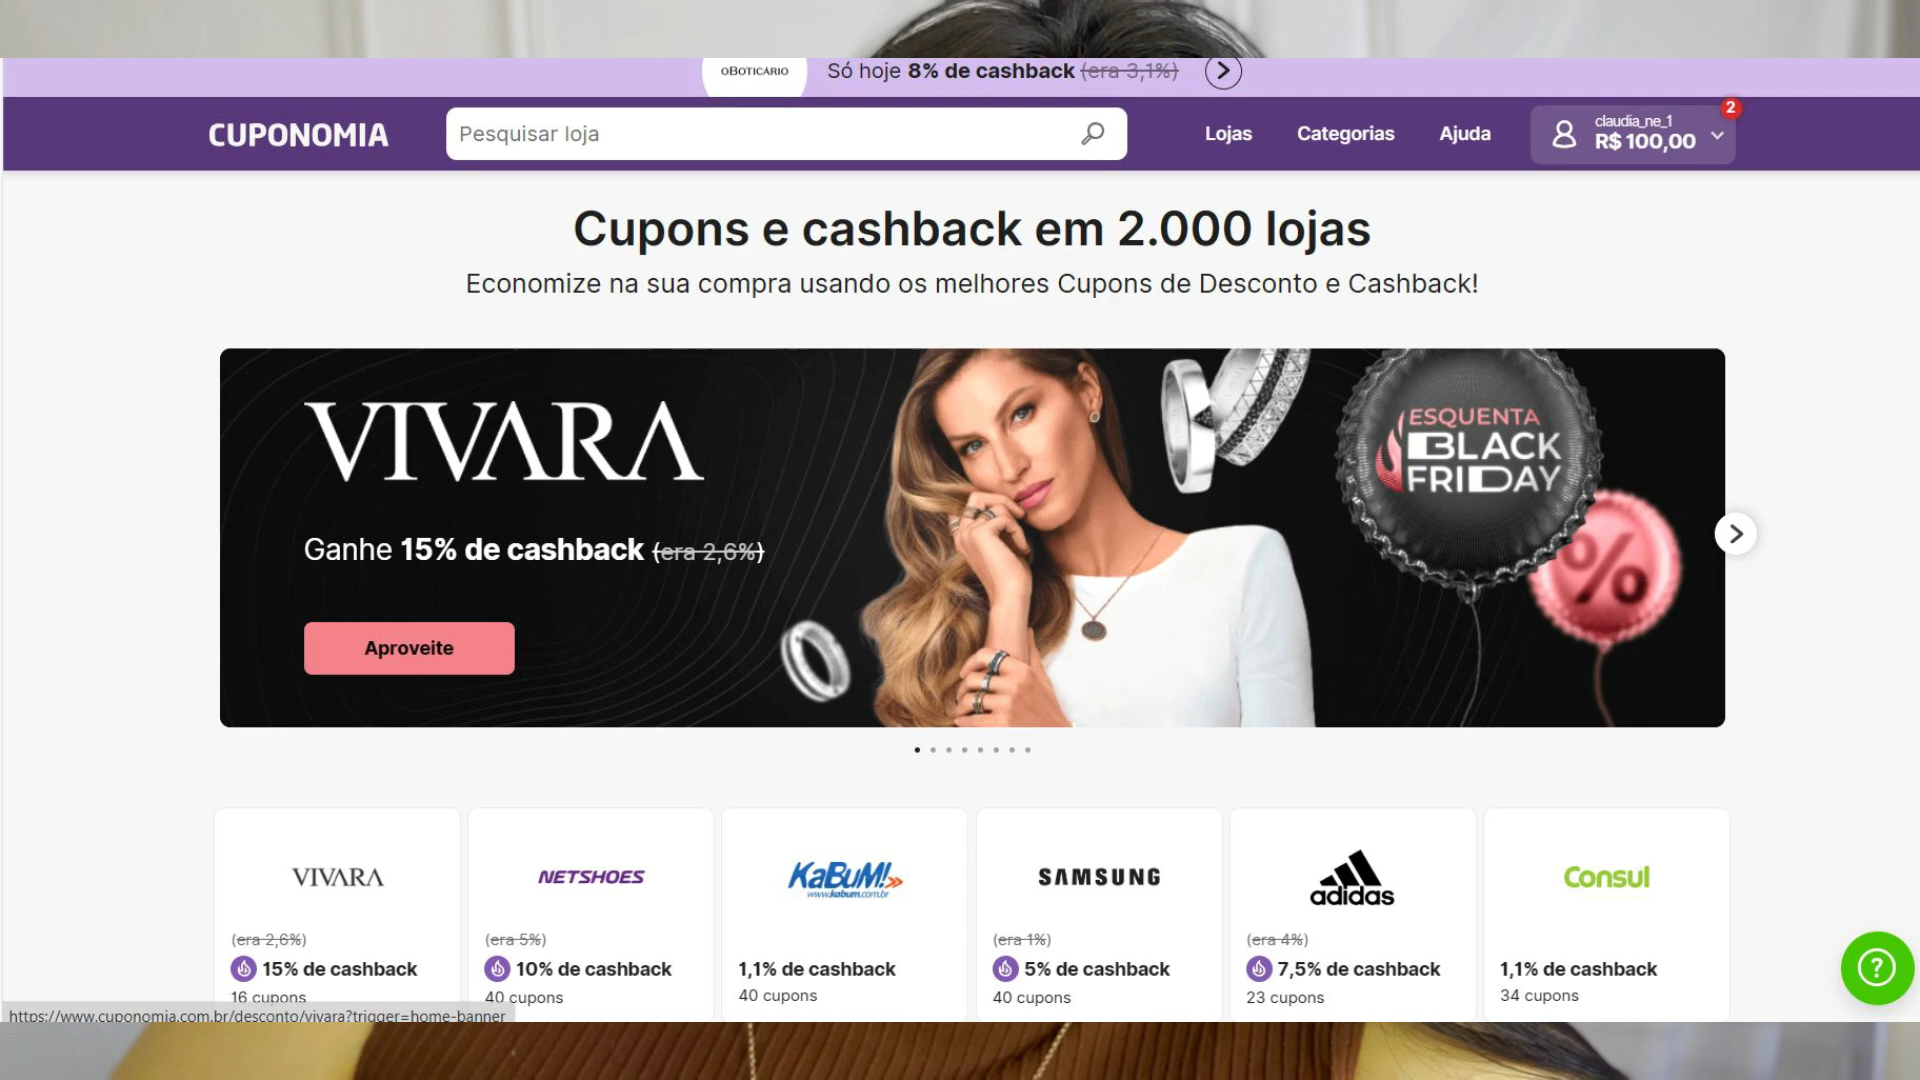 oBOTICÁRIO
Só hoje 8% de cashback (era 3,1%)
CUPONOMIA
Pesquisar loja
Lojas
Categorias
Ajuda
claudia_ne_1
R$ 100,00
2
Cupons e cashback em 2.000 lojas
Economize na sua compra usando os melhores Cupons de Desconto e Cashback!
VIVARA
Ganhe 15% de cashback (era 2,6%)
Aproveite
ESQUENTA
BLACK
FRIDAY
%
VIVARA
(era 2,6%)
15% de cashback
16 cupons
NETSHOES
(era 5%)
10% de cashback
40 cupons
KaBuM!
www.kabum.com.br
1,1% de cashback
40 cupons
SAMSUNG
(era 1%)
5% de cashback
40 cupons
adidas
(era 4%)
7,5% de cashback
23 cupons
Consul
1,1% de cashback
34 cupons
?
https://www.cuponomia.com.br/desconto/vivara?trigger=home-banner